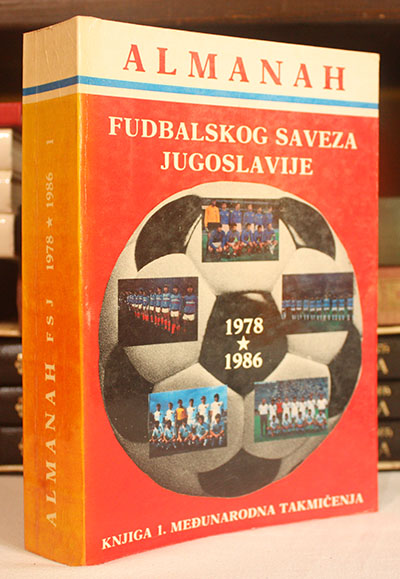 ALMANAH
FUDBALSKOG SAVEZA
JUGOSLAVIJE
1978
★
1986
KNJIGA 1. MEĐUNARODNA TAKMIČENJA
ALMANAH FSJ 1978 ★ 1986 1